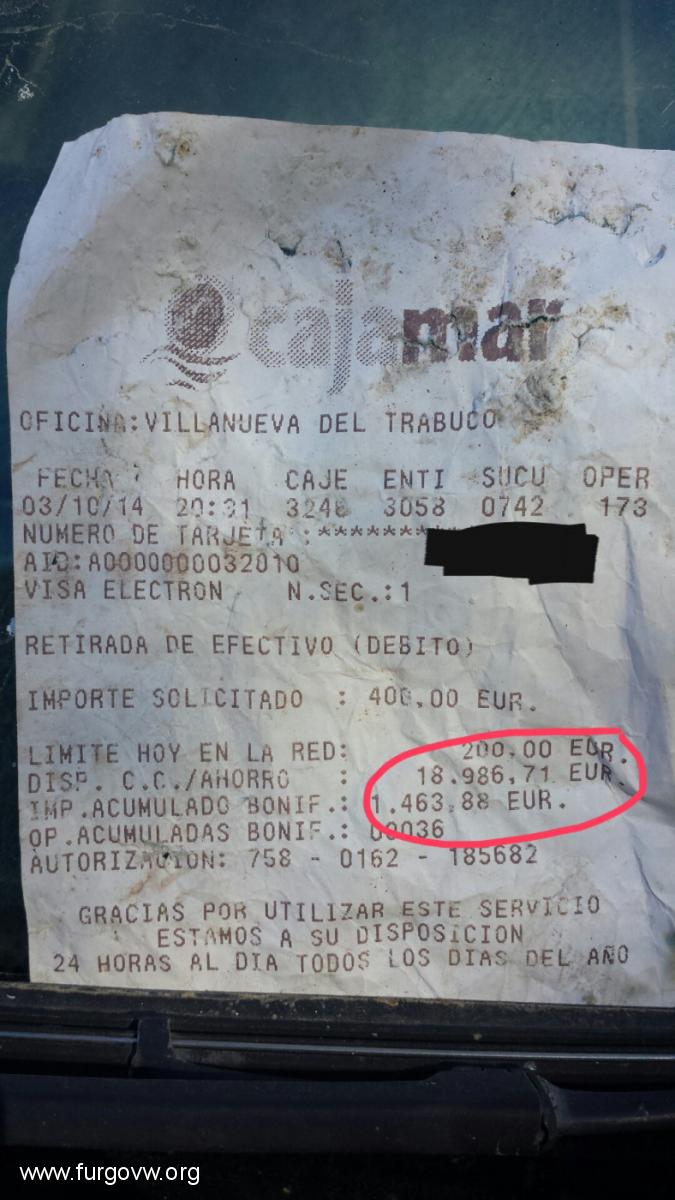 cajamar
OFICINA:VILLANUEVA DEL TRABUCO
FECHA HORA CAJE ENTI SUCU OPER
03/10/14 20:31 3248 3058 0742 173
NUMERO DE TARJETA :*********
AID:A0000000032010
VISA ELECTRON N.SEC.:1
RETIRADA DE EFECTIVO (DEBITO)
IMPORTE SOLICITADO : 400,00 EUR.
LIMITE HOY EN LA RED: 200,00 EUR.
DISP. C.C./AHORRO : 18.986,71 EUR.
IMP.ACUMULADO BONIF.: 1.463,88 EUR.
OP.ACUMULADAS BONIF.: 00036
AUTORIZACION: 758 - 0162 - 185682
GRACIAS POR UTILIZAR ESTE SERVICIO
ESTAMOS A SU DISPOSICION
24 HORAS AL DIA TODOS LOS DIAS DEL AÑO
www.furgovw.org